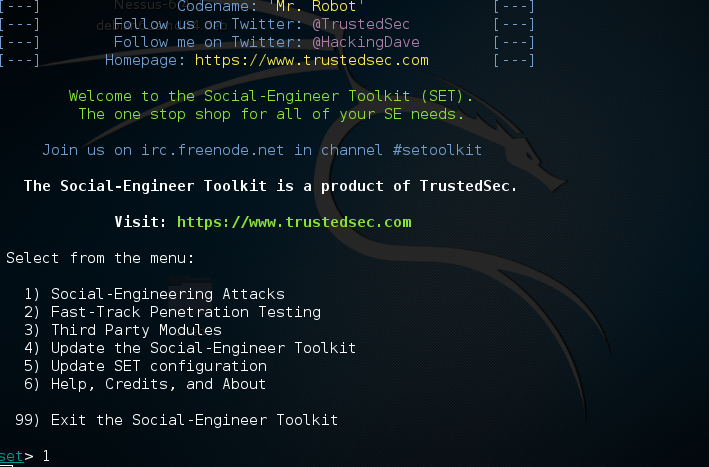 Nessus-6
[---] Codename: 'Mr. Robot' [---]
[---] Follow us on Twitter: @TrustedSec [---]
[---] Follow me on Twitter: @HackingDave [---]
[---] Homepage: https://www.trustedsec.com [---]
Welcome to the Social-Engineer Toolkit (SET).
The one stop shop for all of your SE needs.
Join us on irc.freenode.net in channel #setoolkit
The Social-Engineer Toolkit is a product of TrustedSec.
Visit: https://www.trustedsec.com
Select from the menu:
1) Social-Engineering Attacks
2) Fast-Track Penetration Testing
3) Third Party Modules
4) Update the Social-Engineer Toolkit
5) Update SET configuration
6) Help, Credits, and About
99) Exit the Social-Engineer Toolkit
set> 1